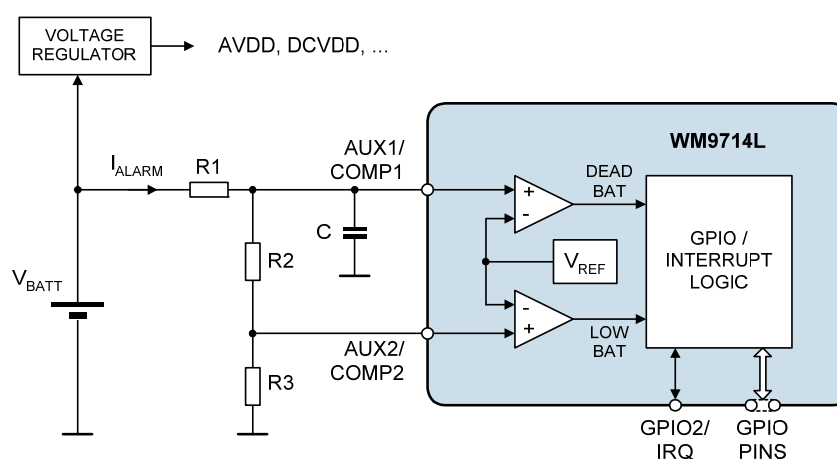 VOLTAGE
REGULATOR
AVDD, DCVDD, ...
I_ALARM
R1
AUX1/
COMP1
WM9714L
DEAD
BAT
+
-
C
R2
V_REF
GPIO /
INTERRUPT
LOGIC
V_BATT
-
+
LOW
BAT
AUX2/
COMP2
R3
GPIO2/
IRQ
GPIO
PINS